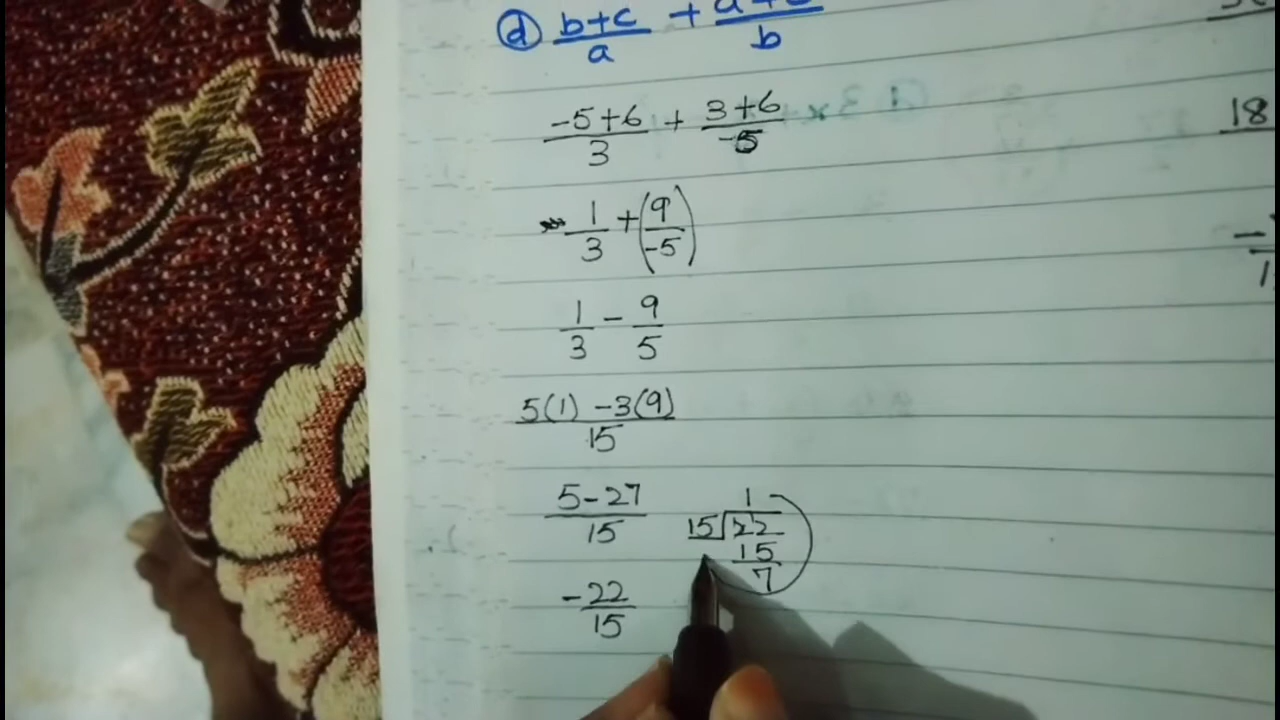 ⓓ b+c/a + a+c/b
-5+6/3 + 3+6/-5
1/3 + (9/-5)
1/3 - 9/5
5(1) -3(9)/15
5-27/15
1
15√22
15
7
-22/15
18